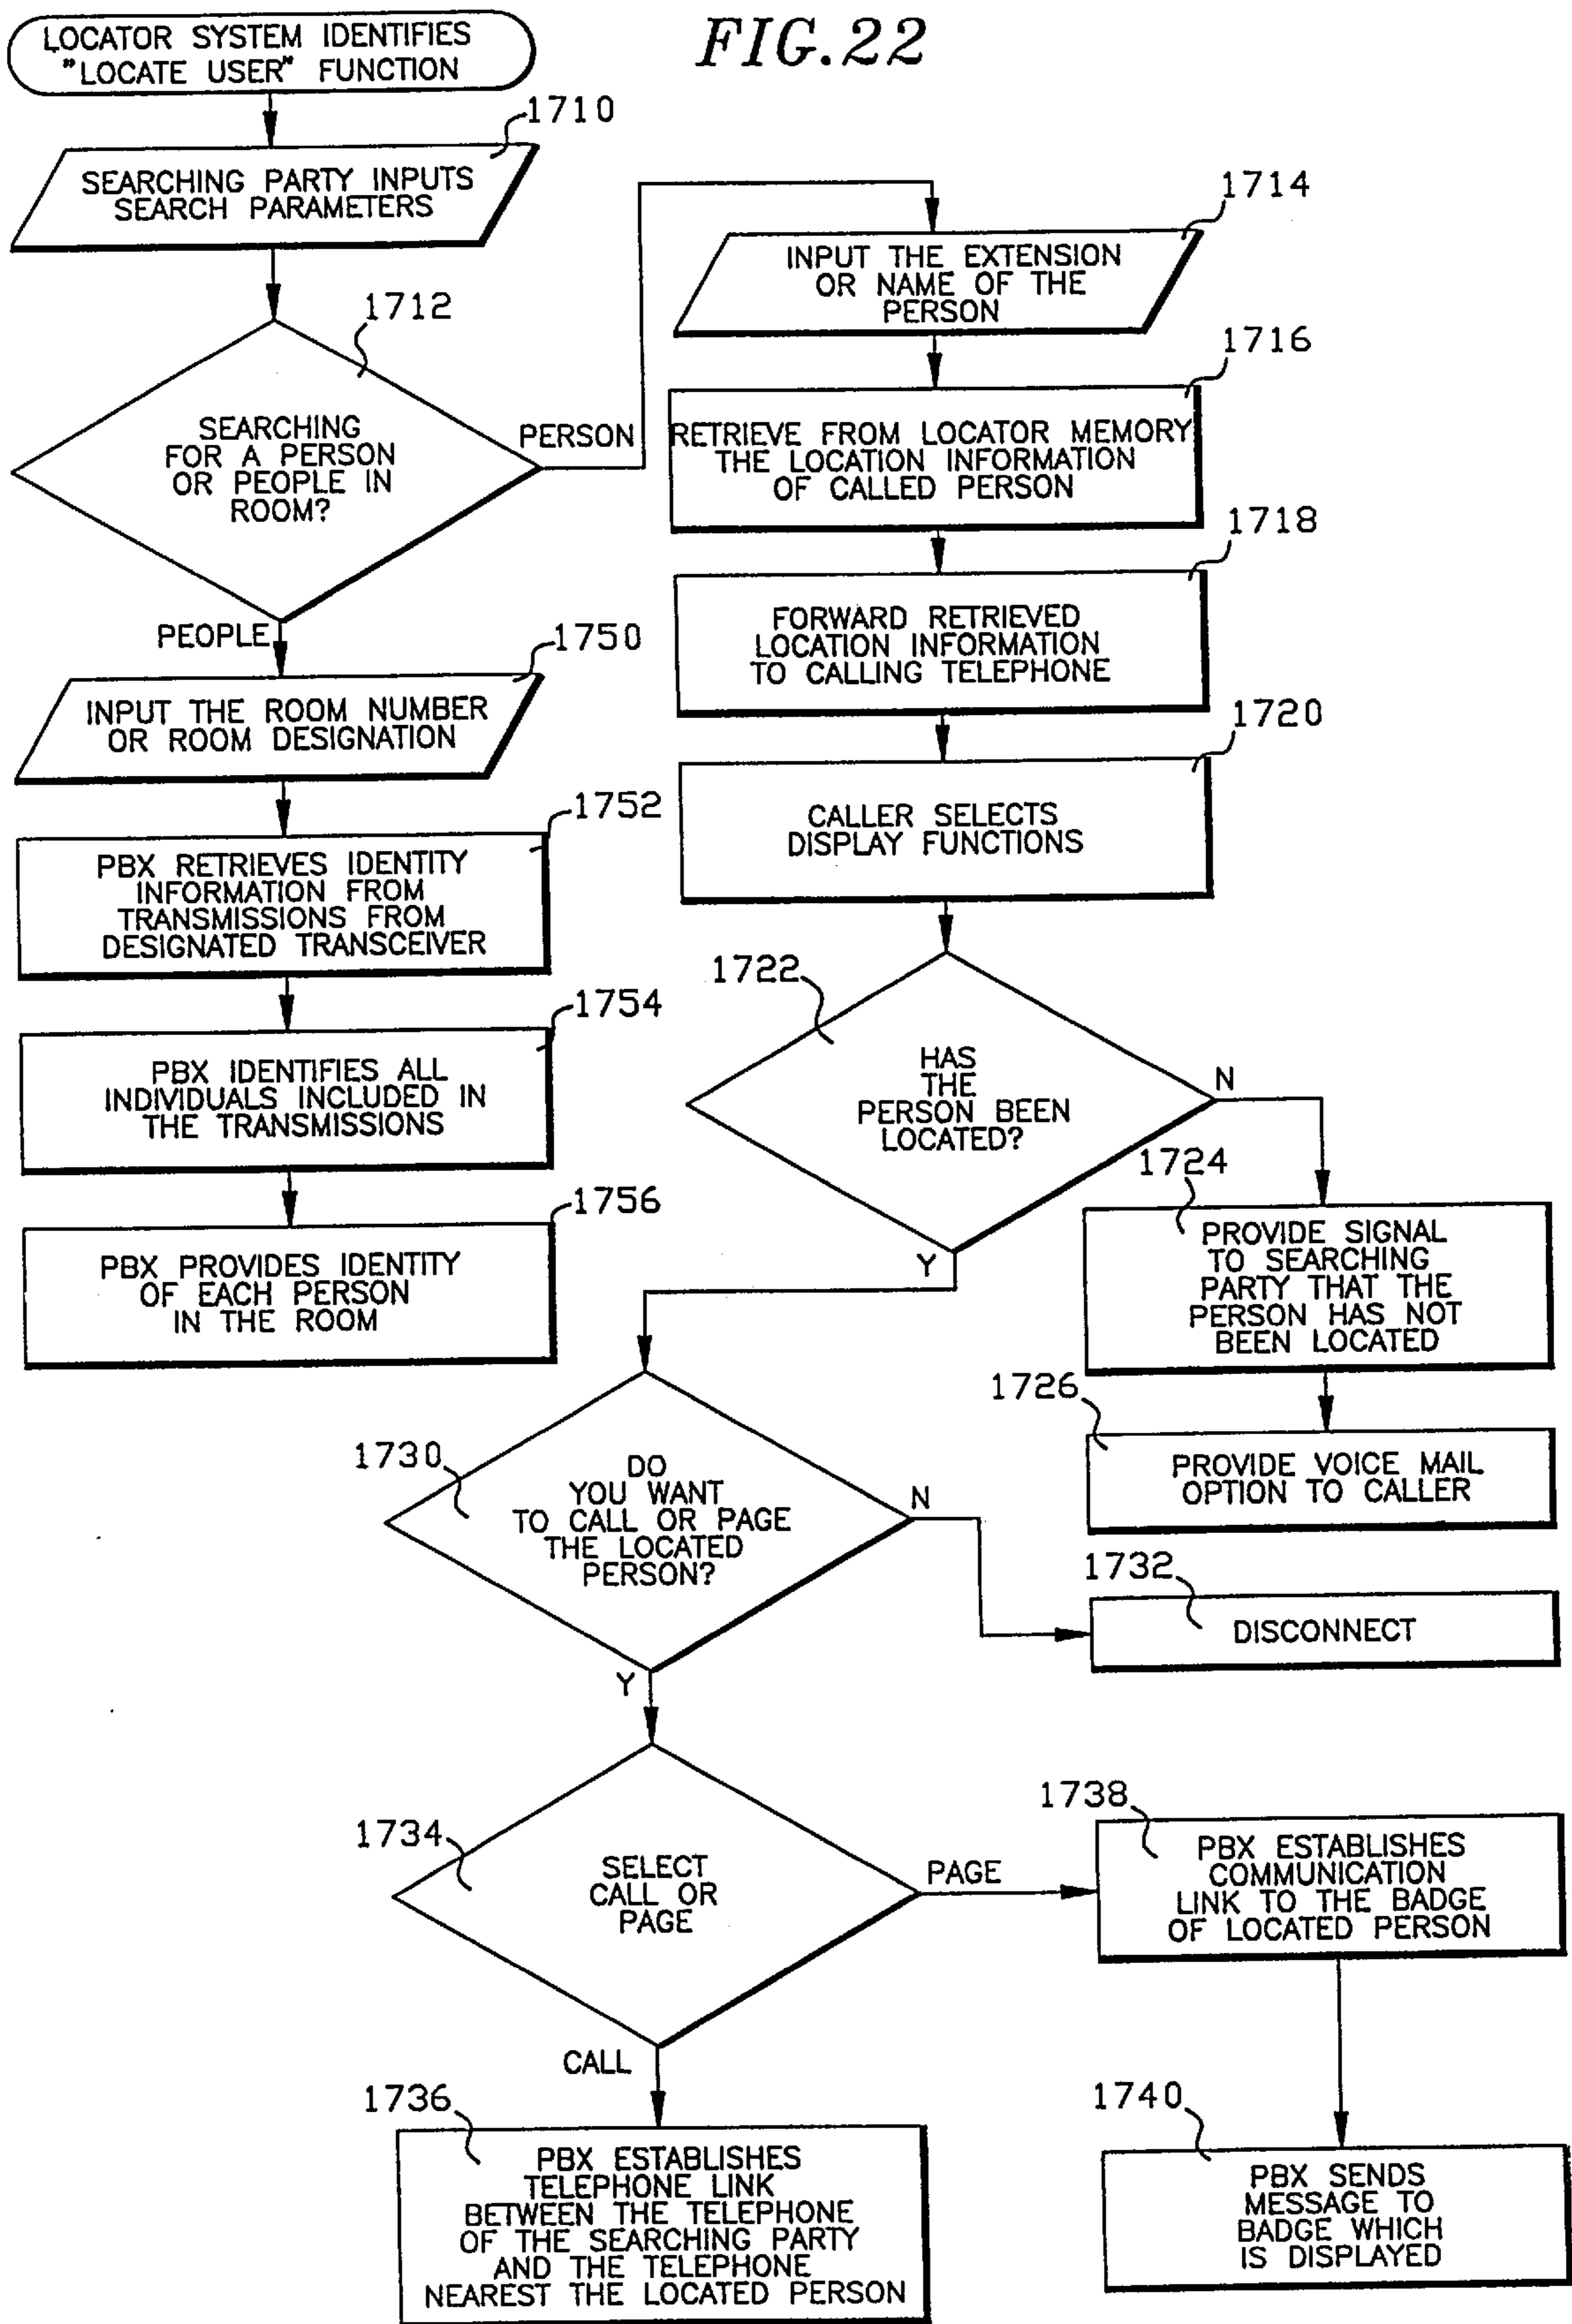 FIG.22
LOCATOR SYSTEM IDENTIFIES
"LOCATE USER" FUNCTION
1710
SEARCHING PARTY INPUTS
SEARCH PARAMETERS
1712
SEARCHING
FOR A PERSON
OR PEOPLE IN
ROOM?
PERSON
PEOPLE
1750
INPUT THE ROOM NUMBER
OR ROOM DESIGNATION
1752
PBX RETRIEVES IDENTITY
INFORMATION FROM
TRANSMISSIONS FROM
DESIGNATED TRANSCEIVER
1754
PBX IDENTIFIES ALL
INDIVIDUALS INCLUDED IN
THE TRANSMISSIONS
1756
PBX PROVIDES IDENTITY
OF EACH PERSON
IN THE ROOM
1714
INPUT THE EXTENSION
OR NAME OF THE
PERSON
1716
RETRIEVE FROM LOCATOR MEMORY
THE LOCATION INFORMATION
OF CALLED PERSON
1718
FORWARD RETRIEVED
LOCATION INFORMATION
TO CALLING TELEPHONE
1720
CALLER SELECTS
DISPLAY FUNCTIONS
1722
HAS
THE
PERSON BEEN
LOCATED?
N
Y
1724
PROVIDE SIGNAL
TO SEARCHING
PARTY THAT THE
PERSON HAS NOT
BEEN LOCATED
1726
PROVIDE VOICE MAIL
OPTION TO CALLER
1730
DO
YOU WANT
TO CALL OR PAGE
THE LOCATED
PERSON?
N
Y
1732
DISCONNECT
1734
SELECT
CALL OR
PAGE
PAGE
CALL
1738
PBX ESTABLISHES
COMMUNICATION
LINK TO THE BADGE
OF LOCATED PERSON
1736
PBX ESTABLISHES
TELEPHONE LINK
BETWEEN THE TELEPHONE
OF THE SEARCHING PARTY
AND THE TELEPHONE
NEAREST THE LOCATED PERSON
1740
PBX SENDS
MESSAGE TO
BADGE WHICH
IS DISPLAYED